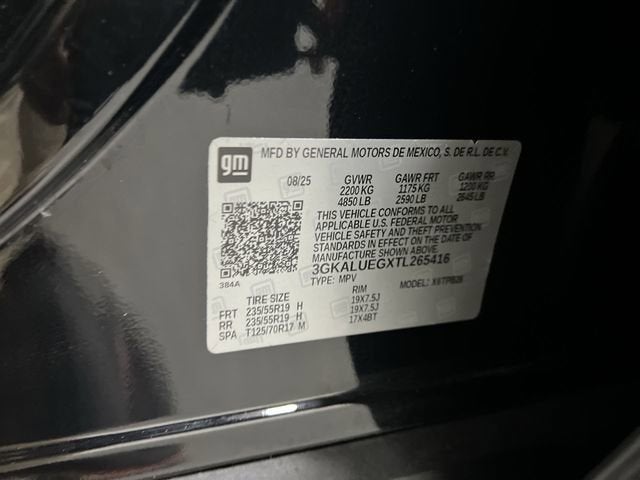 gm MFD BY GENERAL MOTORS DE MEXICO, S. DE R.L. DE C.V.
08/25 GVWR GAWR FRT GAWR RR
2200 KG 1175 KG 1200 KG
4850 LB 2590 LB 2645 LB
THIS VEHICLE CONFORMS TO ALL
APPLICABLE U.S. FEDERAL MOTOR
VEHICLE SAFETY AND THEFT PREVENTION
STANDARDS IN EFFECT ON THE DATE OF
MANUFACTURE SHOWN ABOVE.
3GKALUEGXTL265416
384A TYPE: MPV MODEL:
TIRE SIZE RIM
FRT 235/55R19 H 19X7.5J
RR 235/55R19 H 19X7.5J
SPA T125/70R17 M 17X4BT